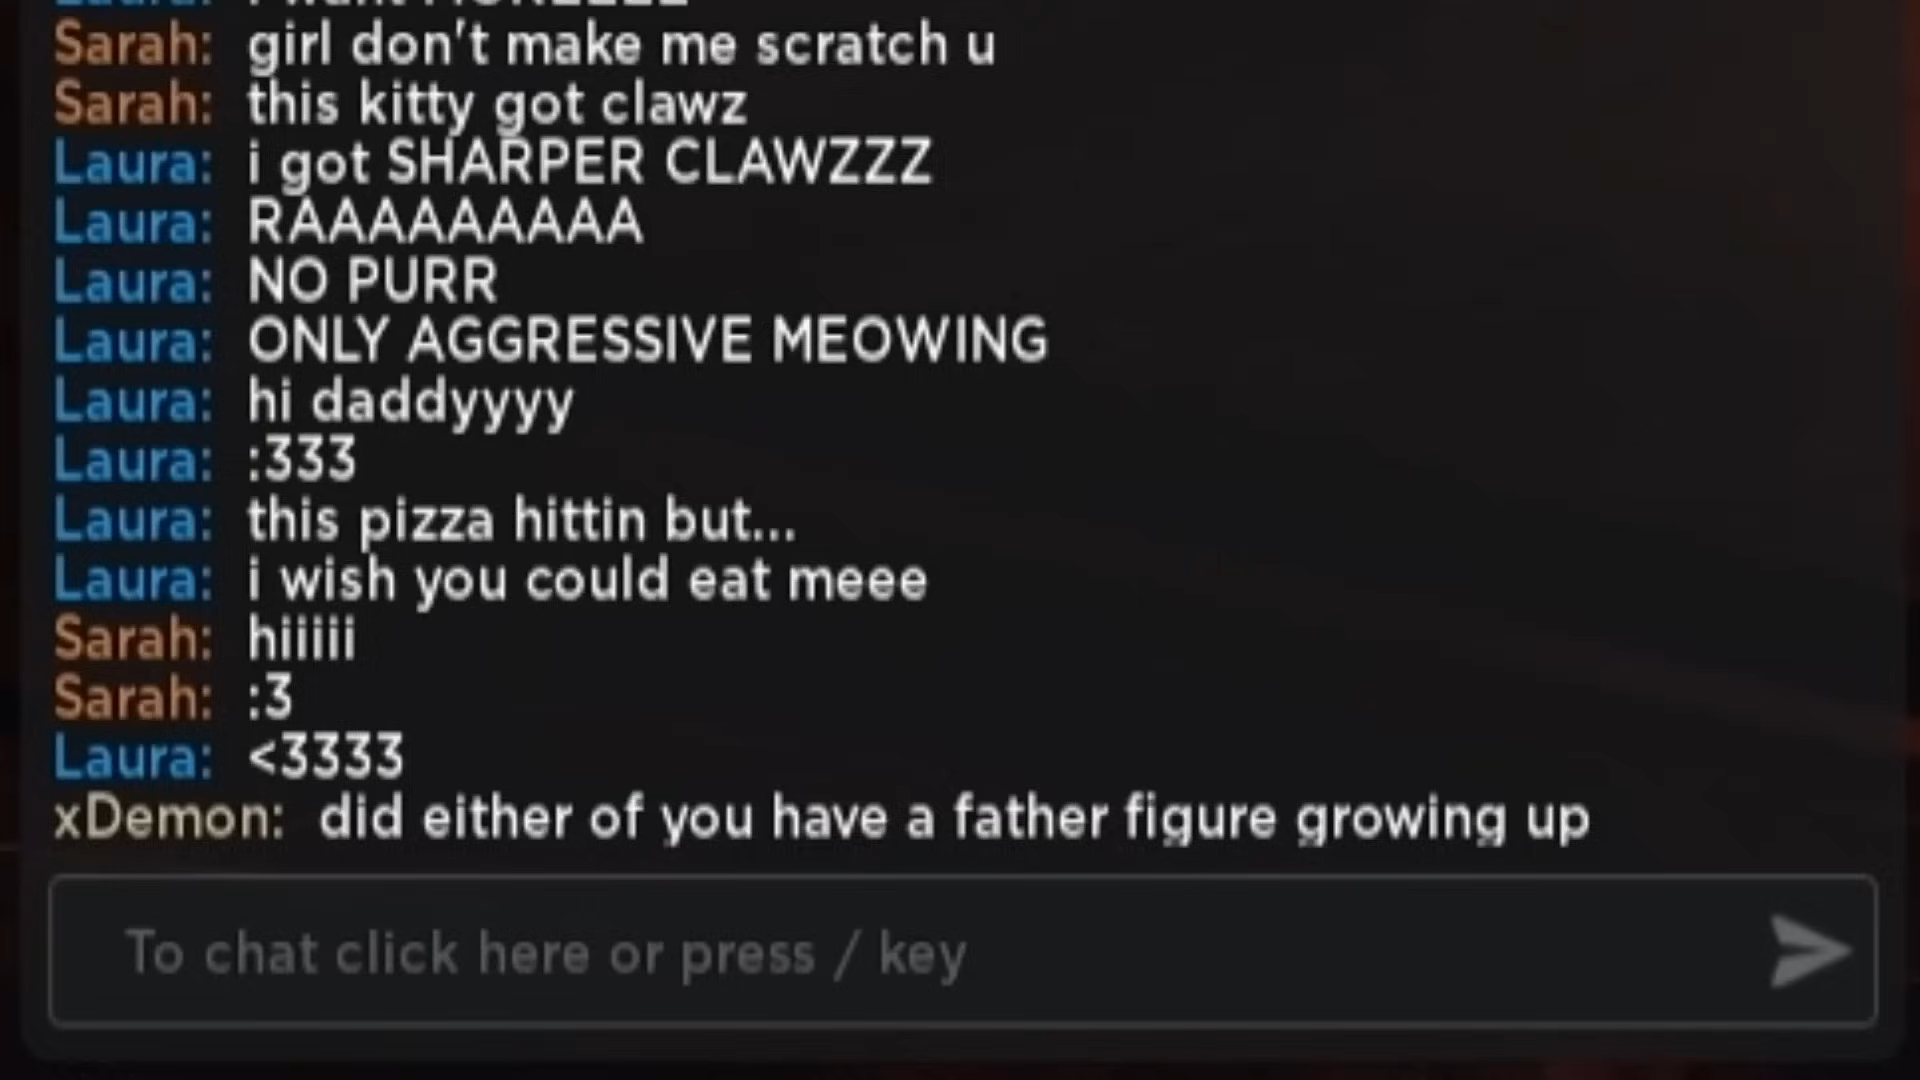 Sarah: girl don't make me scratch u
Sarah: this kitty got clawz
Laura: i got SHARPER CLAWZZZ
Laura: RAAAAAAAAA
Laura: NO PURR
Laura: ONLY AGGRESSIVE MEOWING
Laura: hi daddyyyy
Laura: :333
Laura: this pizza hittin but...
Laura: i wish you could eat meee
Sarah: hiiiiii
Sarah: :3
Laura: <3333
xDemon: did either of you have a father figure growing up
To chat click here or press / key